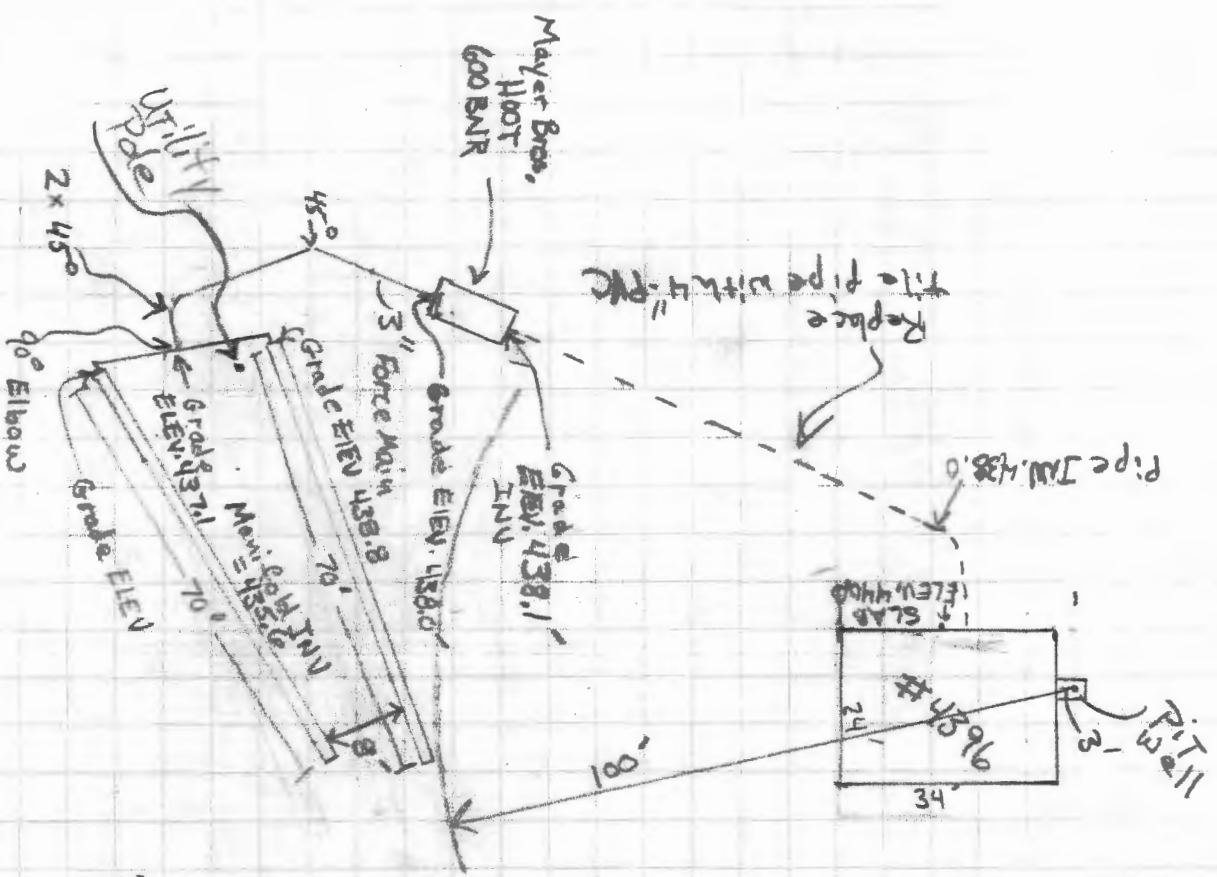 Mayer Bros.
HOOT
600 BNR
Utility
Pole
2 x 45°
45°
90° Elbow
3" Force Main
Grade ELEV. 438.0'
Grade
ELEV. 438.1'
INV
Grade ELEV 438.8
70'
Manifold INV
= 435.6
Grade
ELEV. 437.1
70'
Grade ELEV
8'
Replace
tile pipe with 4" PVC
Pipe INV. 438.0
SLAB
ELEV. 440.0
# 4396
24'
34'
3'
Pit
Well
100'